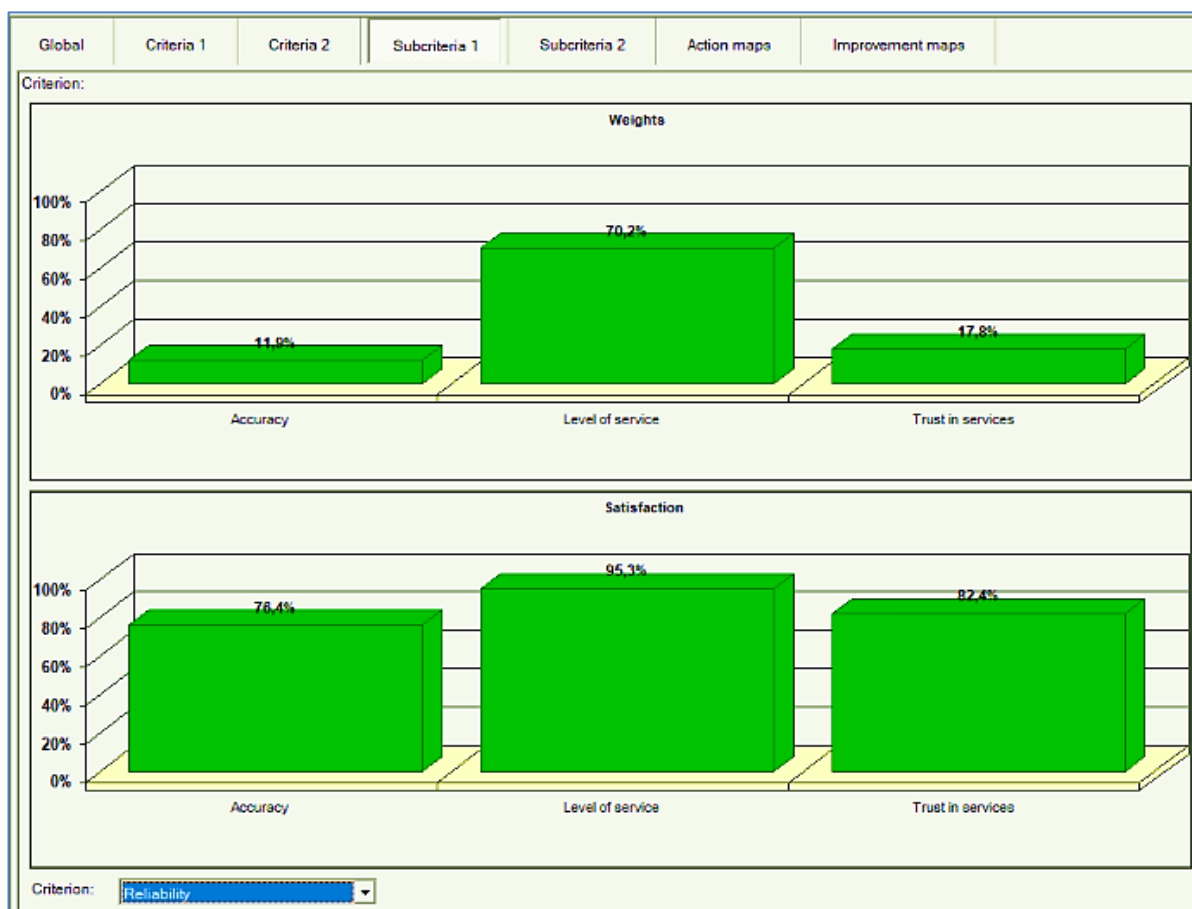 Global Criteria 1 Criteria 2 Subcriteria 1 Subcriteria 2 Action maps Improvement maps
Criterion:
Weights
100%
80%
60%
40%
20%
0%
11,9%
70,2%
17,8%
Accuracy Level of service Trust in services
Satisfaction
100%
80%
60%
40%
20%
0%
76,4%
95,3%
82,4%
Accuracy Level of service Trust in services
Criterion: Reliability